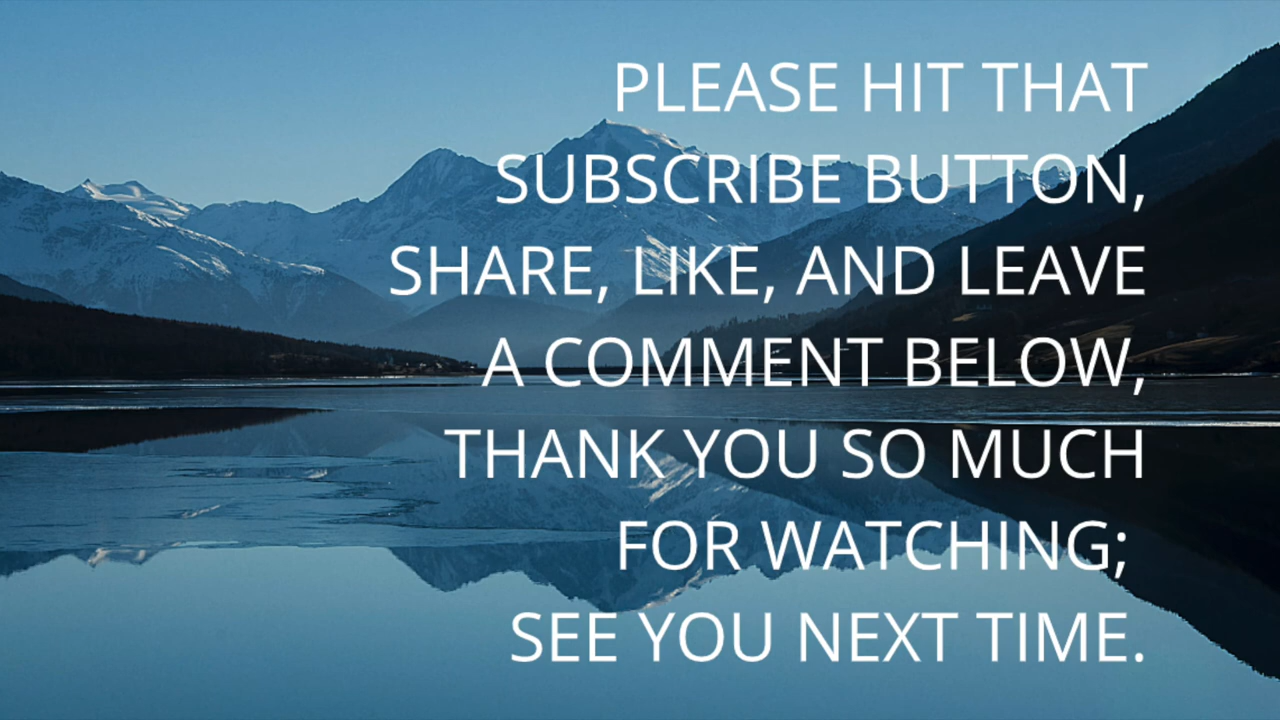 PLEASE HIT THAT
SUBSCRIBE BUTTON,
SHARE, LIKE, AND LEAVE
A COMMENT BELOW,
THANK YOU SO MUCH
FOR WATCHING;
SEE YOU NEXT TIME.